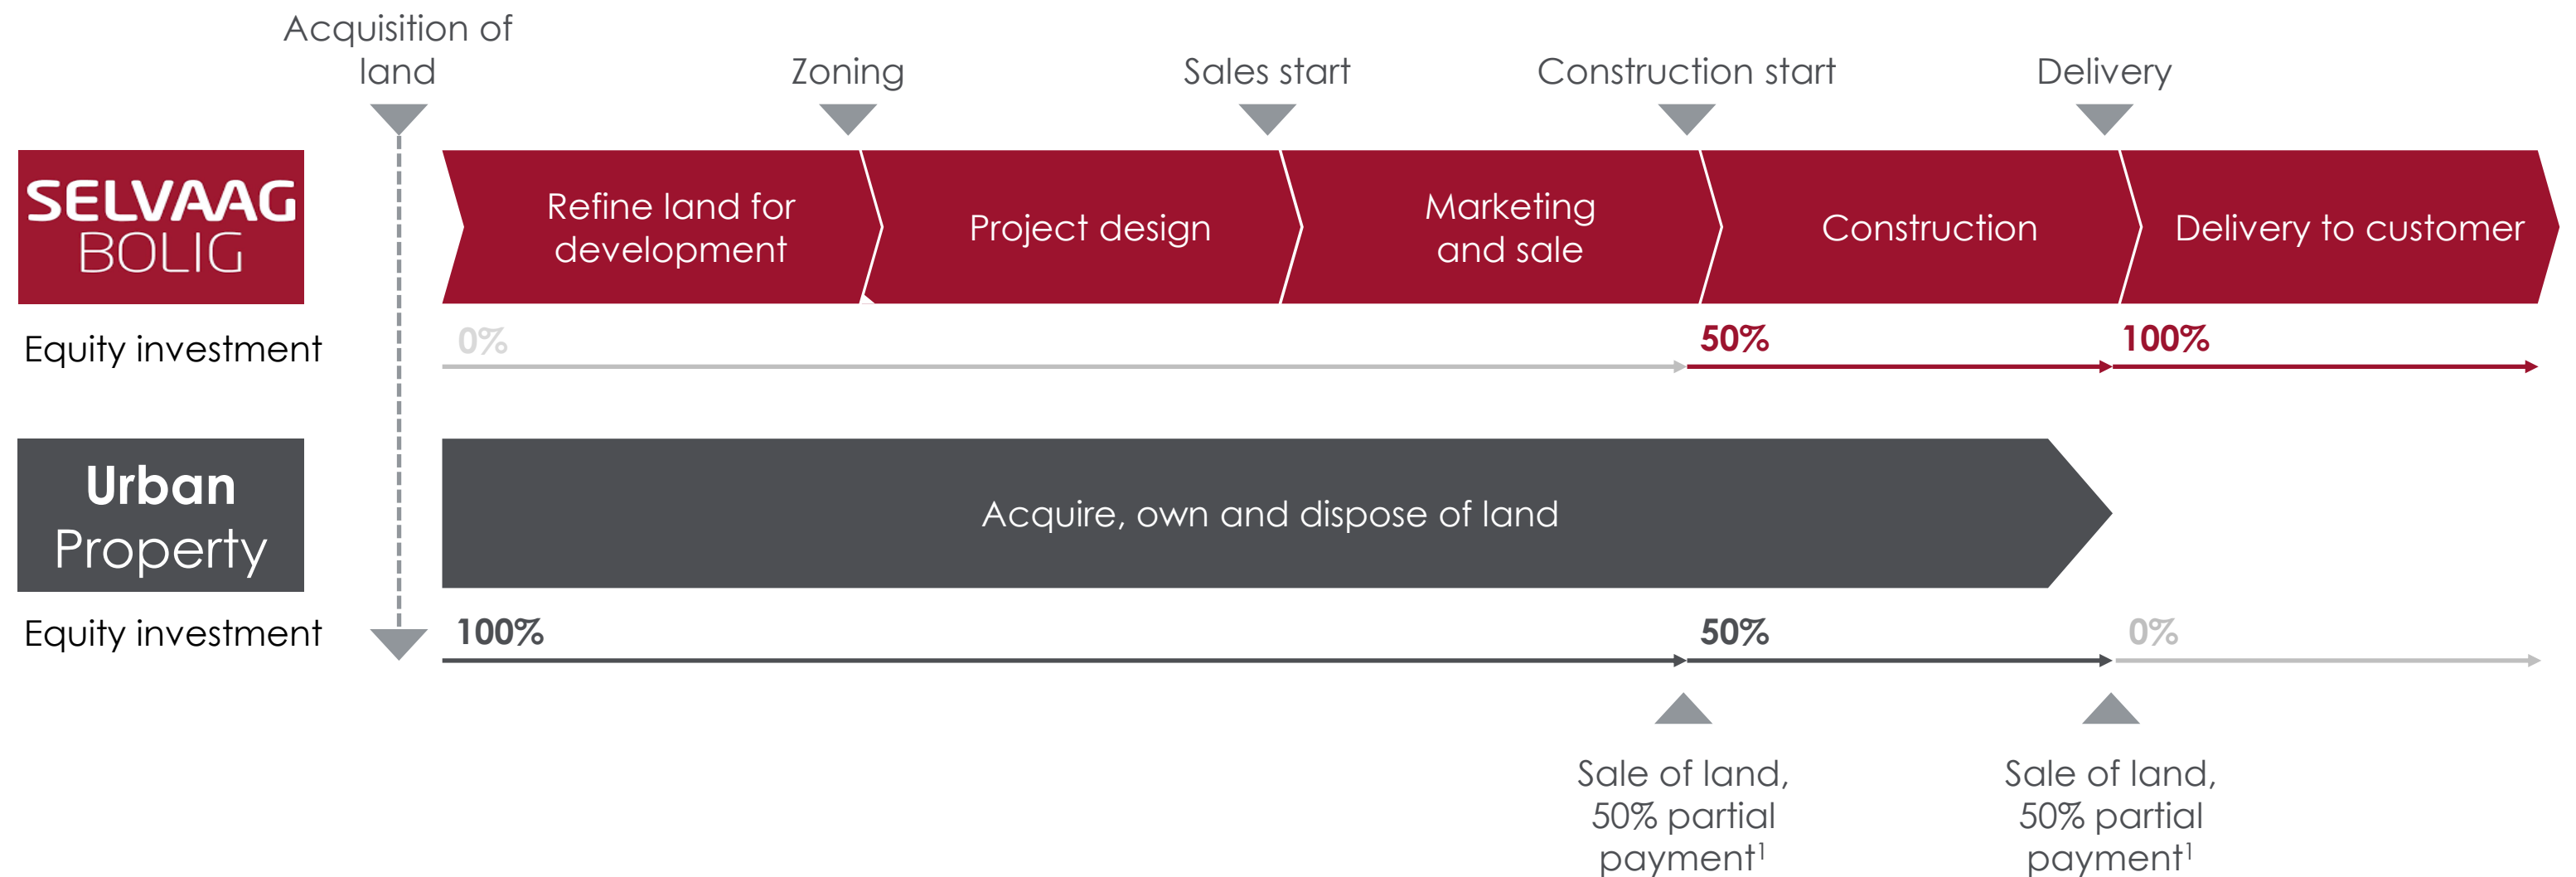 Acquisition of
land
Zoning
Sales start
Construction start
Delivery
SELVAAG
BOLIG
Refine land for
development
Project design
Marketing
and sale
Construction
Delivery to customer
Equity investment
0%
50%
100%
Urban
Property
Acquire, own and dispose of land
Equity investment
100%
50%
0%
Sale of land,
50% partial
payment¹
Sale of land,
50% partial
payment¹